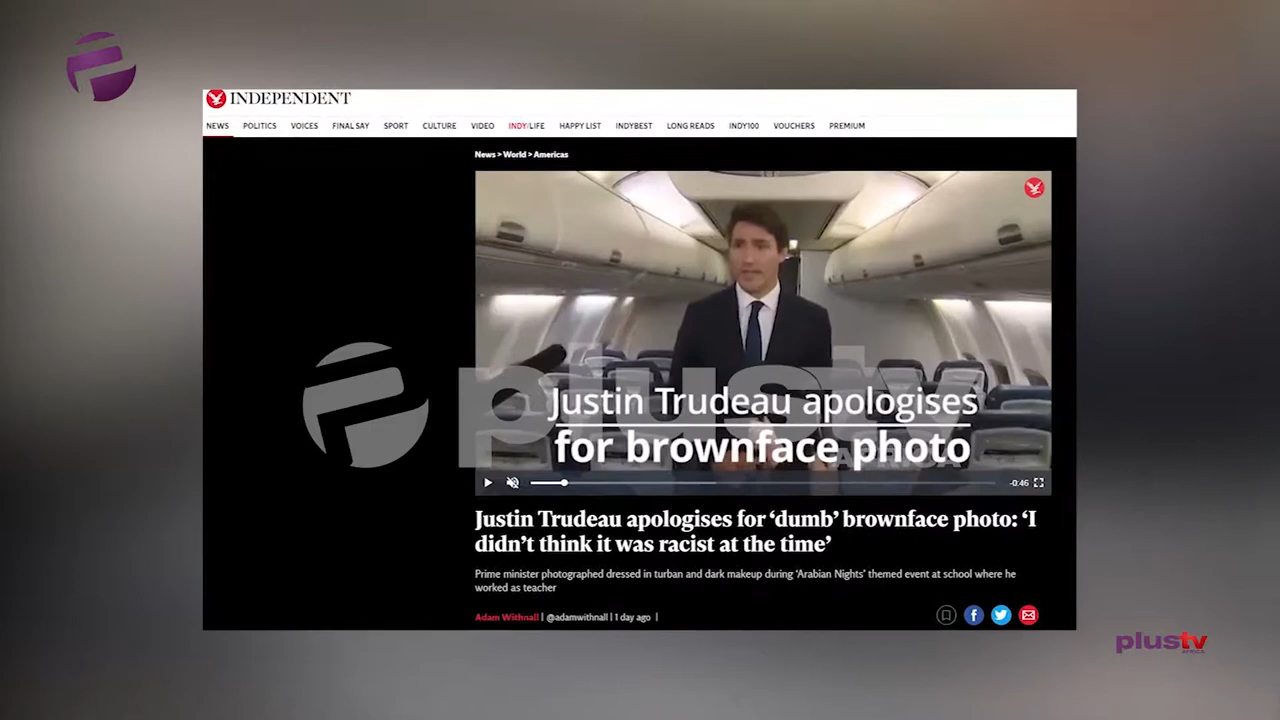 INDEPENDENT
NEWS POLITICS VOICES FINAL SAY SPORT CULTURE VIDEO INDY/LIFE HAPPY LIST INDYBEST LONG READS INDY100 VOUCHERS PREMIUM
News > World > Americas
plustv
AFRICA
Justin Trudeau apologises
for brownface photo
-0:46
Justin Trudeau apologises for ‘dumb’ brownface photo: ‘I
didn’t think it was racist at the time’
Prime minister photographed dressed in turban and dark makeup during ‘Arabian Nights’ themed event at school where he
worked as teacher
Adam Withnall | @adamwithnall | 1 day ago |
plustv
AFRICA